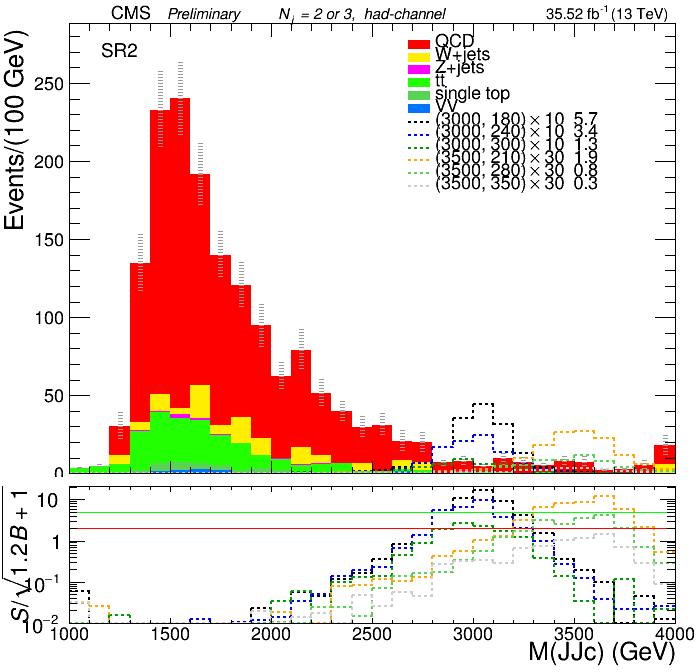 CMS Preliminary N_j = 2 or 3, had-channel 35.52 fb⁻¹ (13 TeV)
SR2
QCD
W+jets
Z+jets
tt
single top
VV
(3000, 180)×10 5.7
(3000, 240)×10 3.4
(3000, 300)×10 1.3
(3500, 210)×30 1.9
(3500, 280)×30 0.8
(3500, 350)×30 0.3
Events/(100 GeV)
250
200
150
100
50
0
S/√1.2B + 1
10
1
10⁻¹
10⁻²
1000 1500 2000 2500 3000 3500 4000
M(JJc) (GeV)